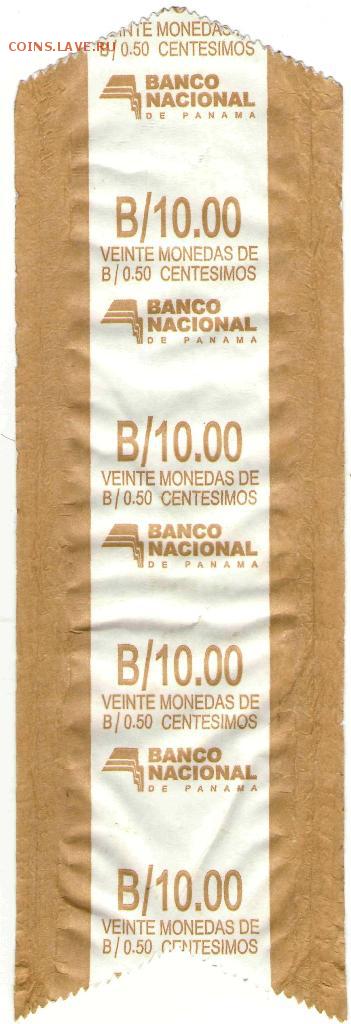 COINS.LAVE.RU
VEINTE MONEDAS
B/0.50 CENTESIMOS
BANCO
NACIONAL
DE PANAMA
B/10.00
VEINTE MONEDAS DE
B/0.50 CENTESIMOS
BANCO
NACIONAL
DE PANAMA
B/10.00
VEINTE MONEDAS DE
B/0.50 CENTESIMOS
BANCO
NACIONAL
DE PANAMA
B/10.00
VEINTE MONEDAS DE
B/0.50 CENTESIMOS
BANCO
NACIONAL
DE PANAMA
B/10.00
VEINTE MONEDAS DE
B/0.50 CENTESIMOS